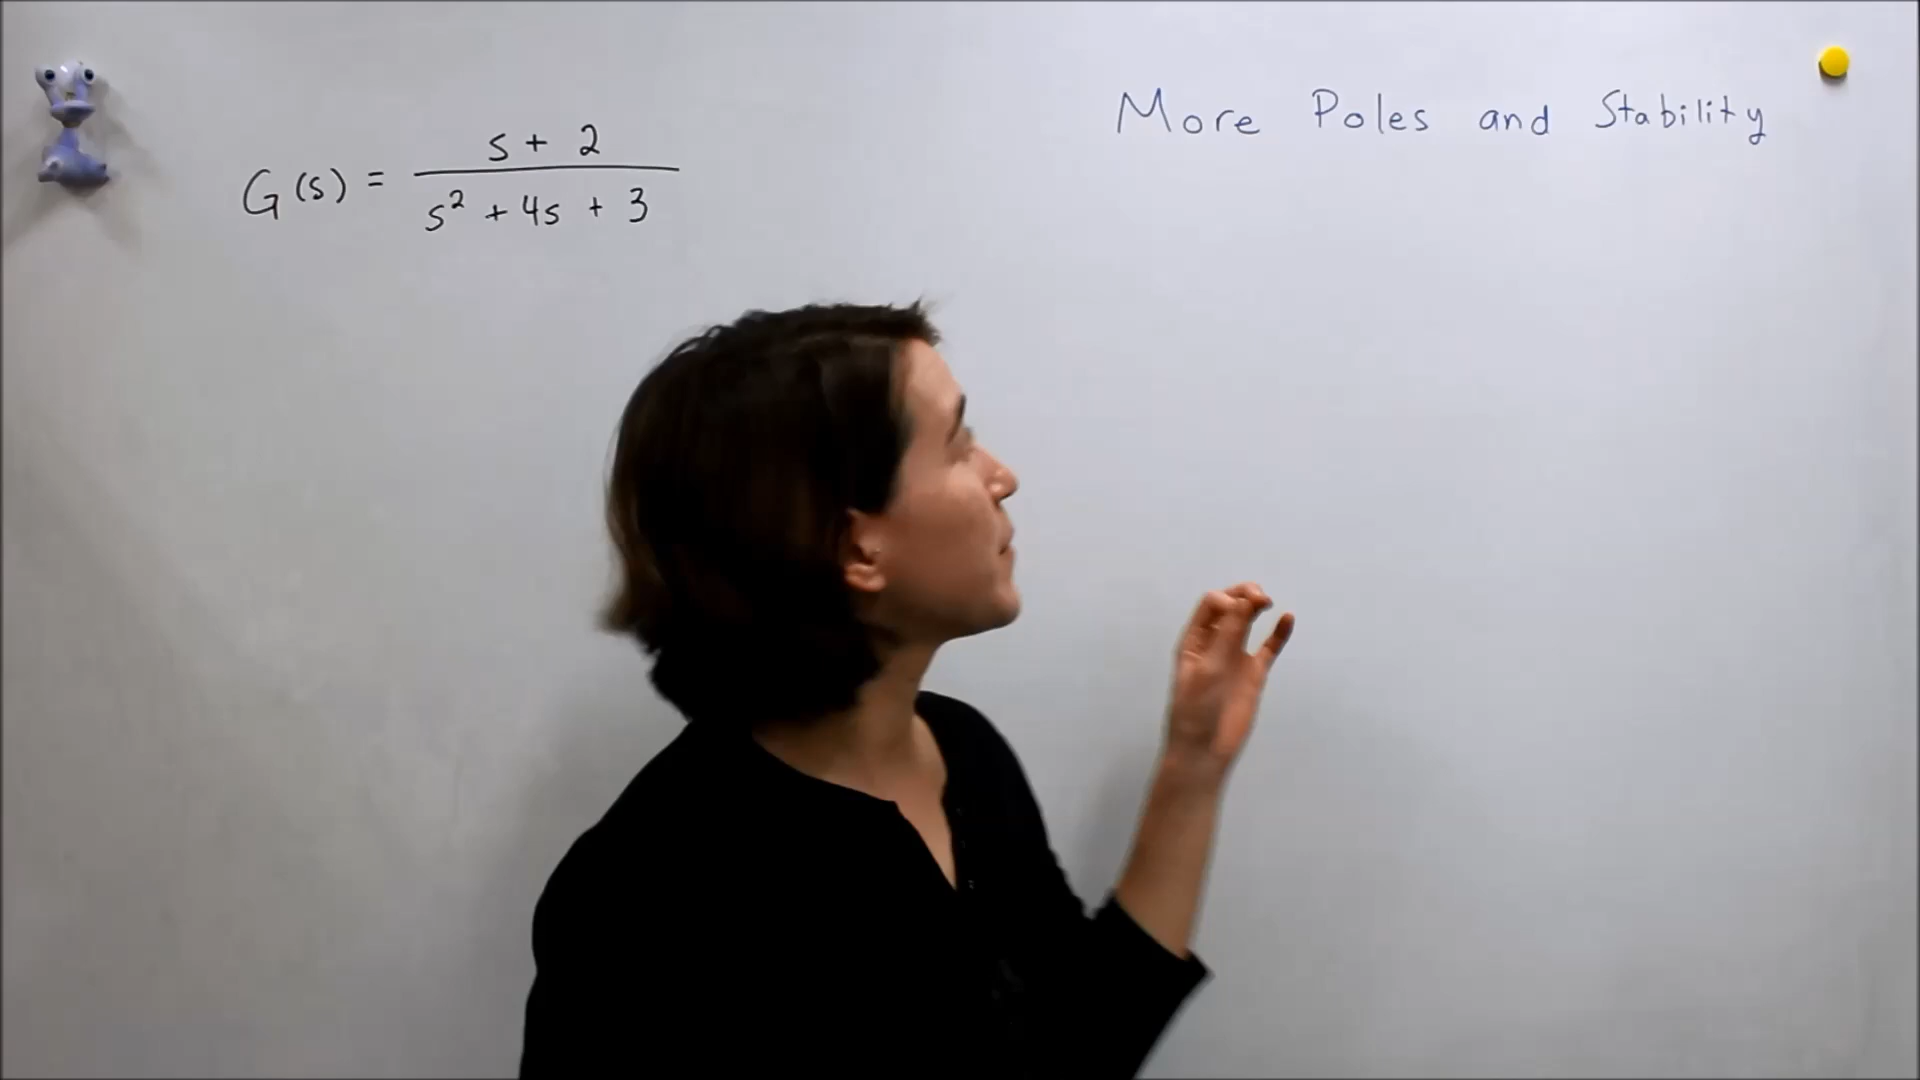 More Poles and Stability
G(s) = s + 2
s² + 4s + 3